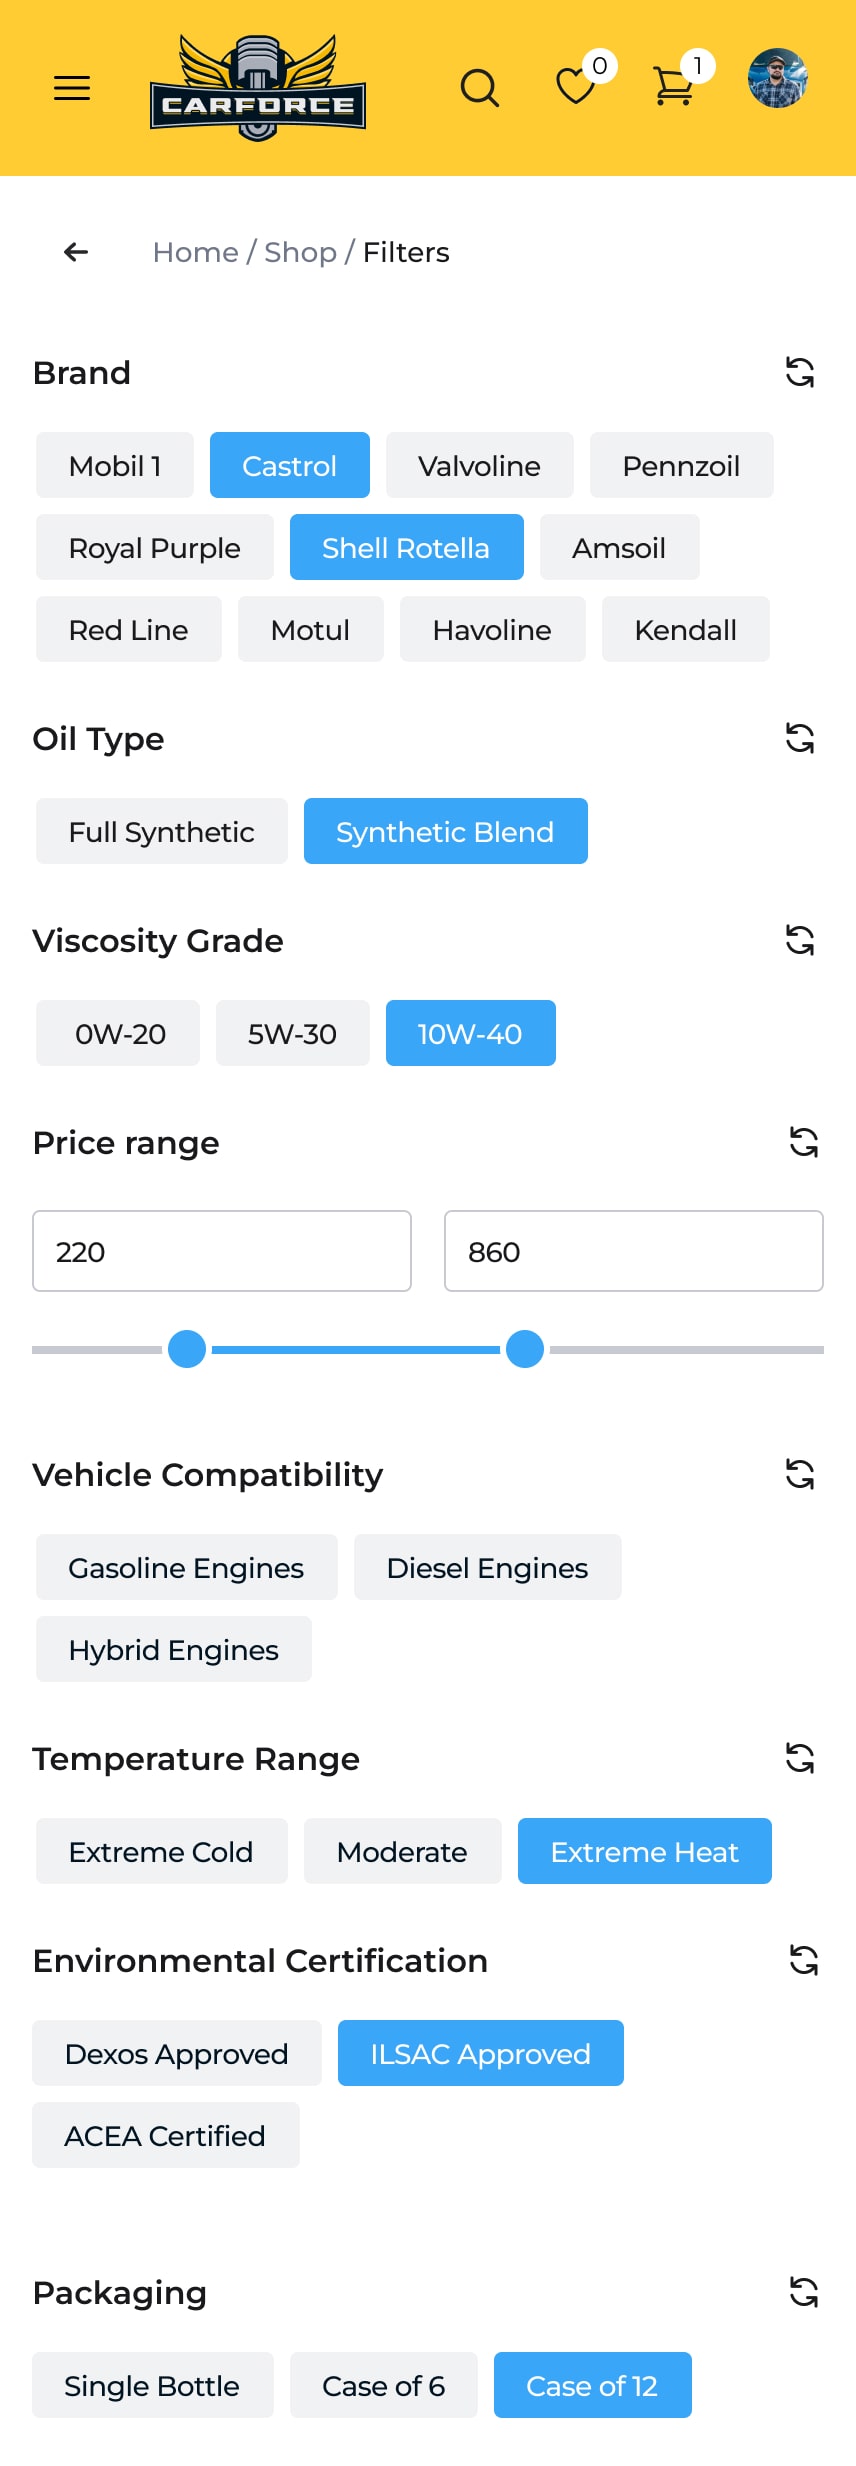 CARFORCE
0
1
Home / Shop / Filters
Brand
Mobil 1 Castrol Valvoline Pennzoil
Royal Purple Shell Rotella Amsoil
Red Line Motul Havoline Kendall
Oil Type
Full Synthetic Synthetic Blend
Viscosity Grade
0W-20 5W-30 10W-40
Price range
220 860
Vehicle Compatibility
Gasoline Engines Diesel Engines
Hybrid Engines
Temperature Range
Extreme Cold Moderate Extreme Heat
Environmental Certification
Dexos Approved ILSAC Approved
ACEA Certified
Packaging
Single Bottle Case of 6 Case of 12